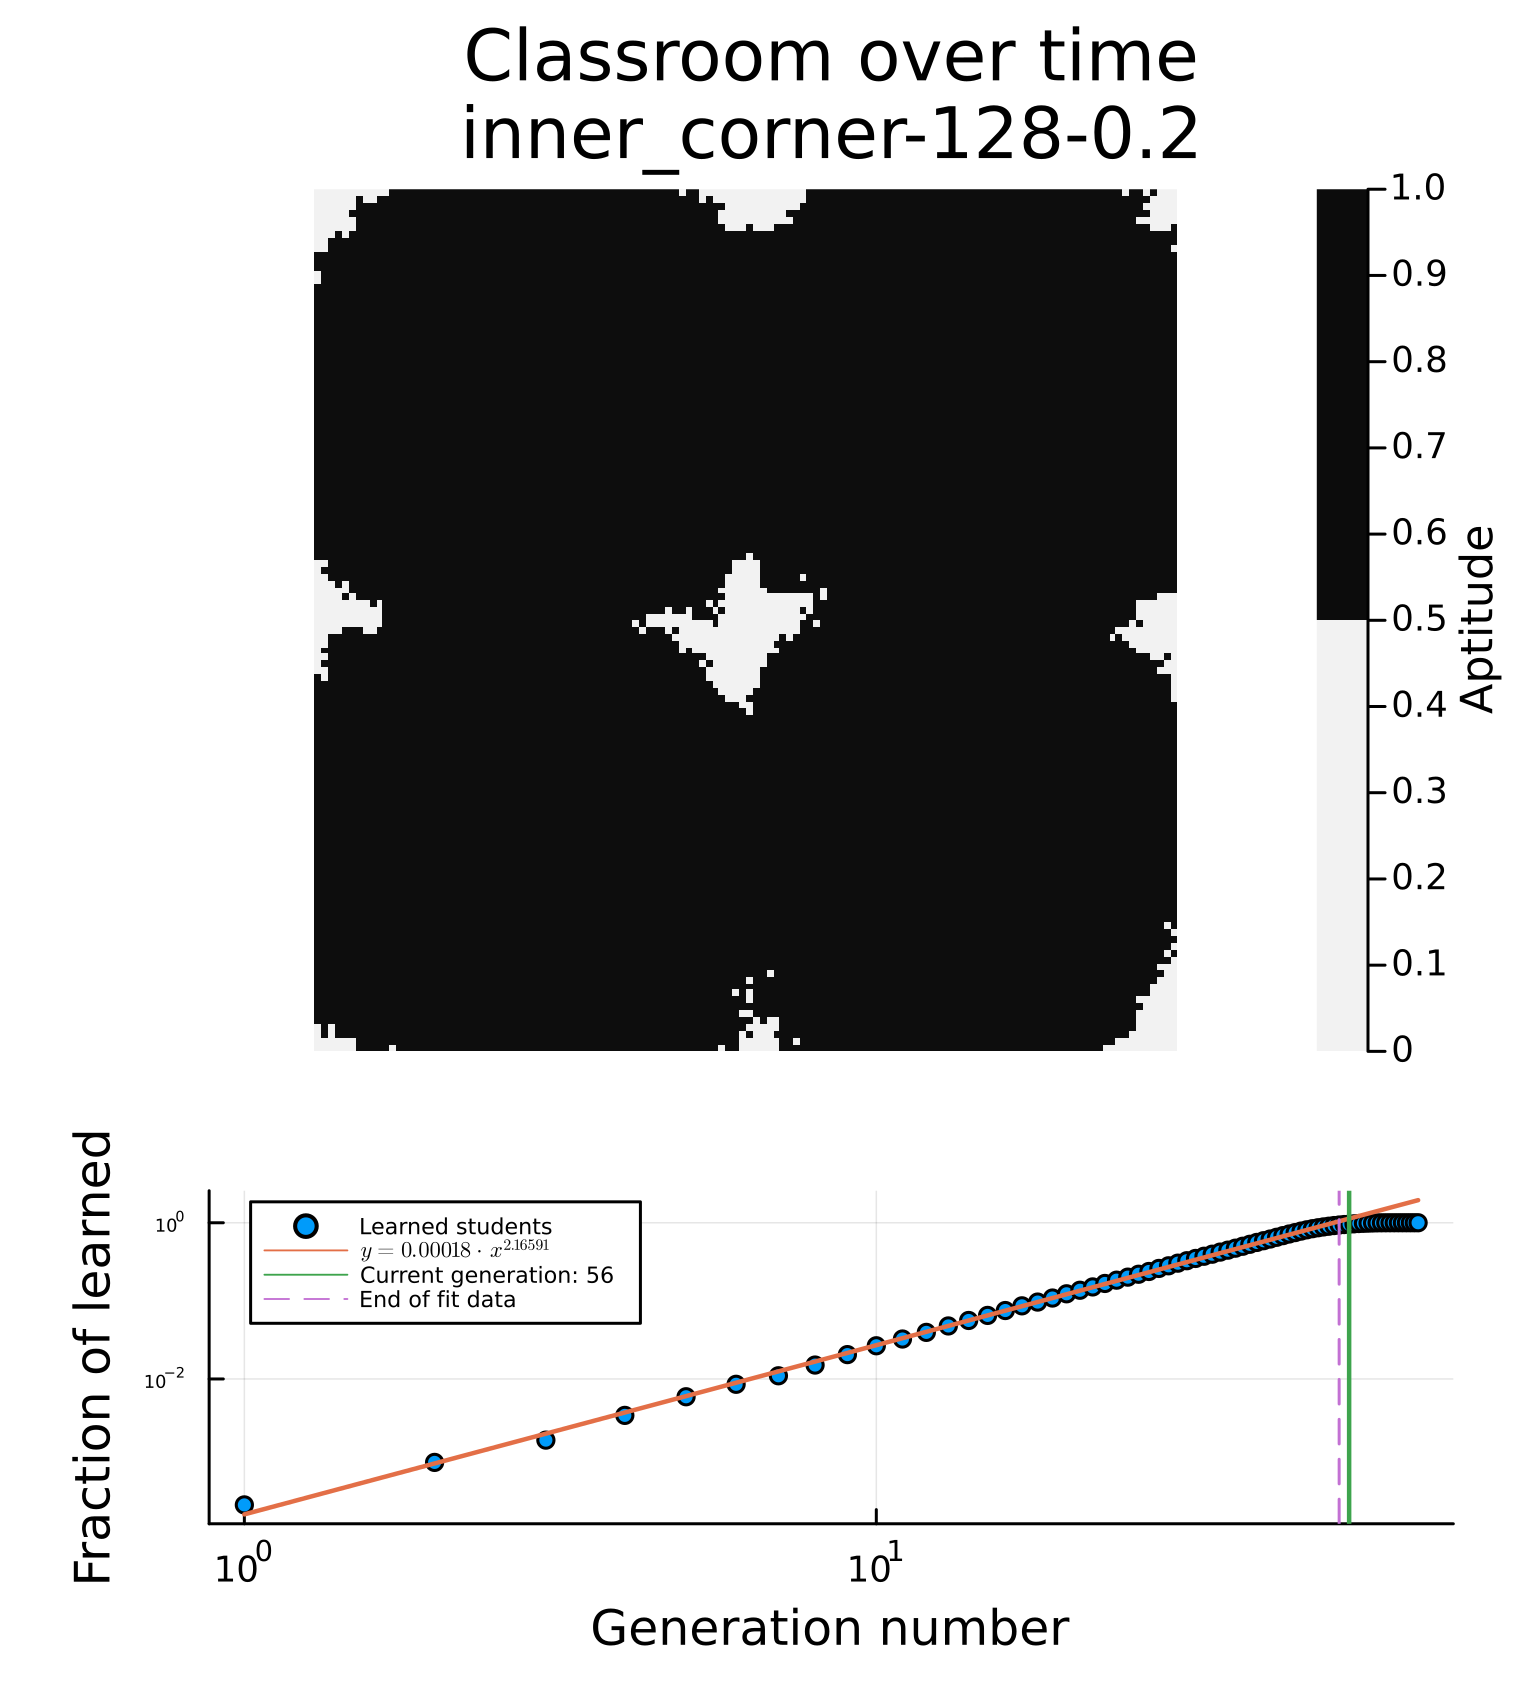 Classroom over time
inner_corner-128-0.2
1.0
0.9
0.8
0.7
0.6
0.5
0.4
0.3
0.2
0.1
0
Aptitude
Fraction of learned
10^0
10^-2
Learned students
y = 0.00018 · x^2.16591
Current generation: 56
End of fit data
10^0
10^1
Generation number